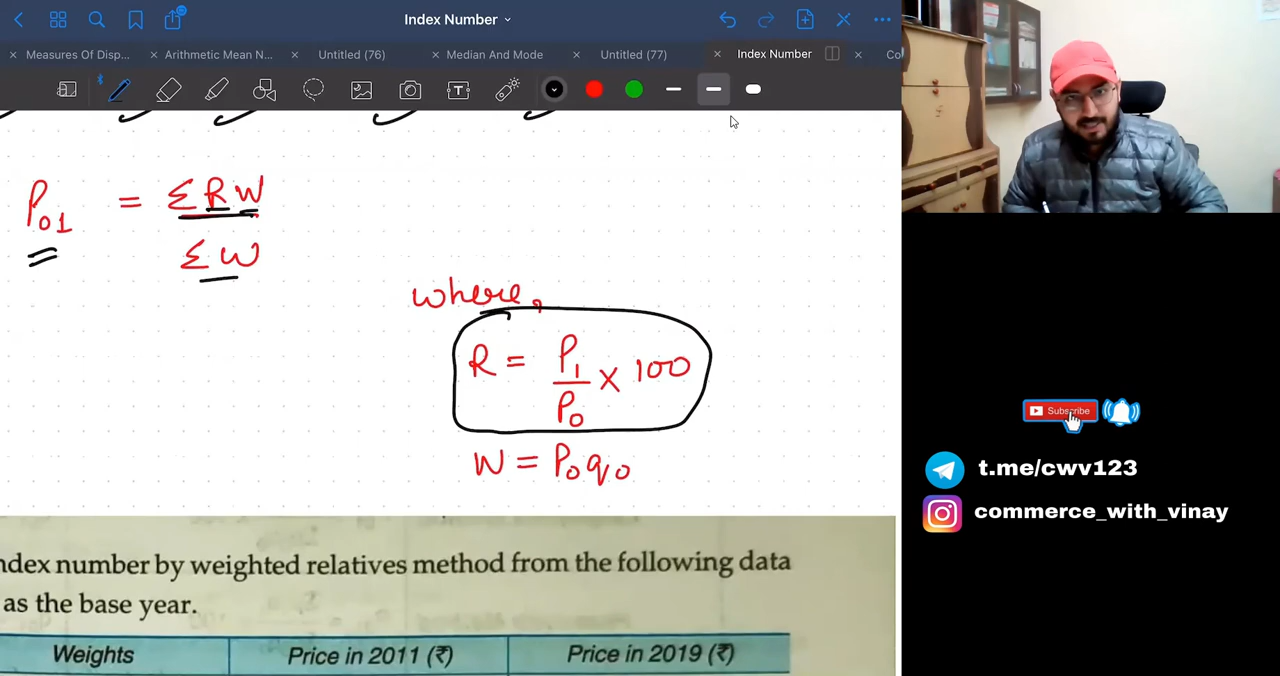 Index Number
Measures Of Disp...
Arithmetic Mean N...
Untitled (76)
Median And Mode
Untitled (77)
Index Number
Co
P01 = ΣRW
ΣW
where,
R = P1/P0 × 100
W = P0q0
ndex number by weighted relatives method from the following data
as the base year.
Weights
Price in 2011 (₹)
Price in 2019 (₹)
Subscribe
t.me/cwv123
commerce_with_vinay